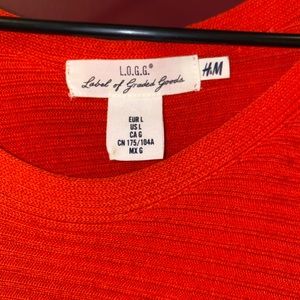 L.O.G.G.®
Label of Graded Goods
H&M
EUR L
US L
CA G
CN 175/104A
MX G